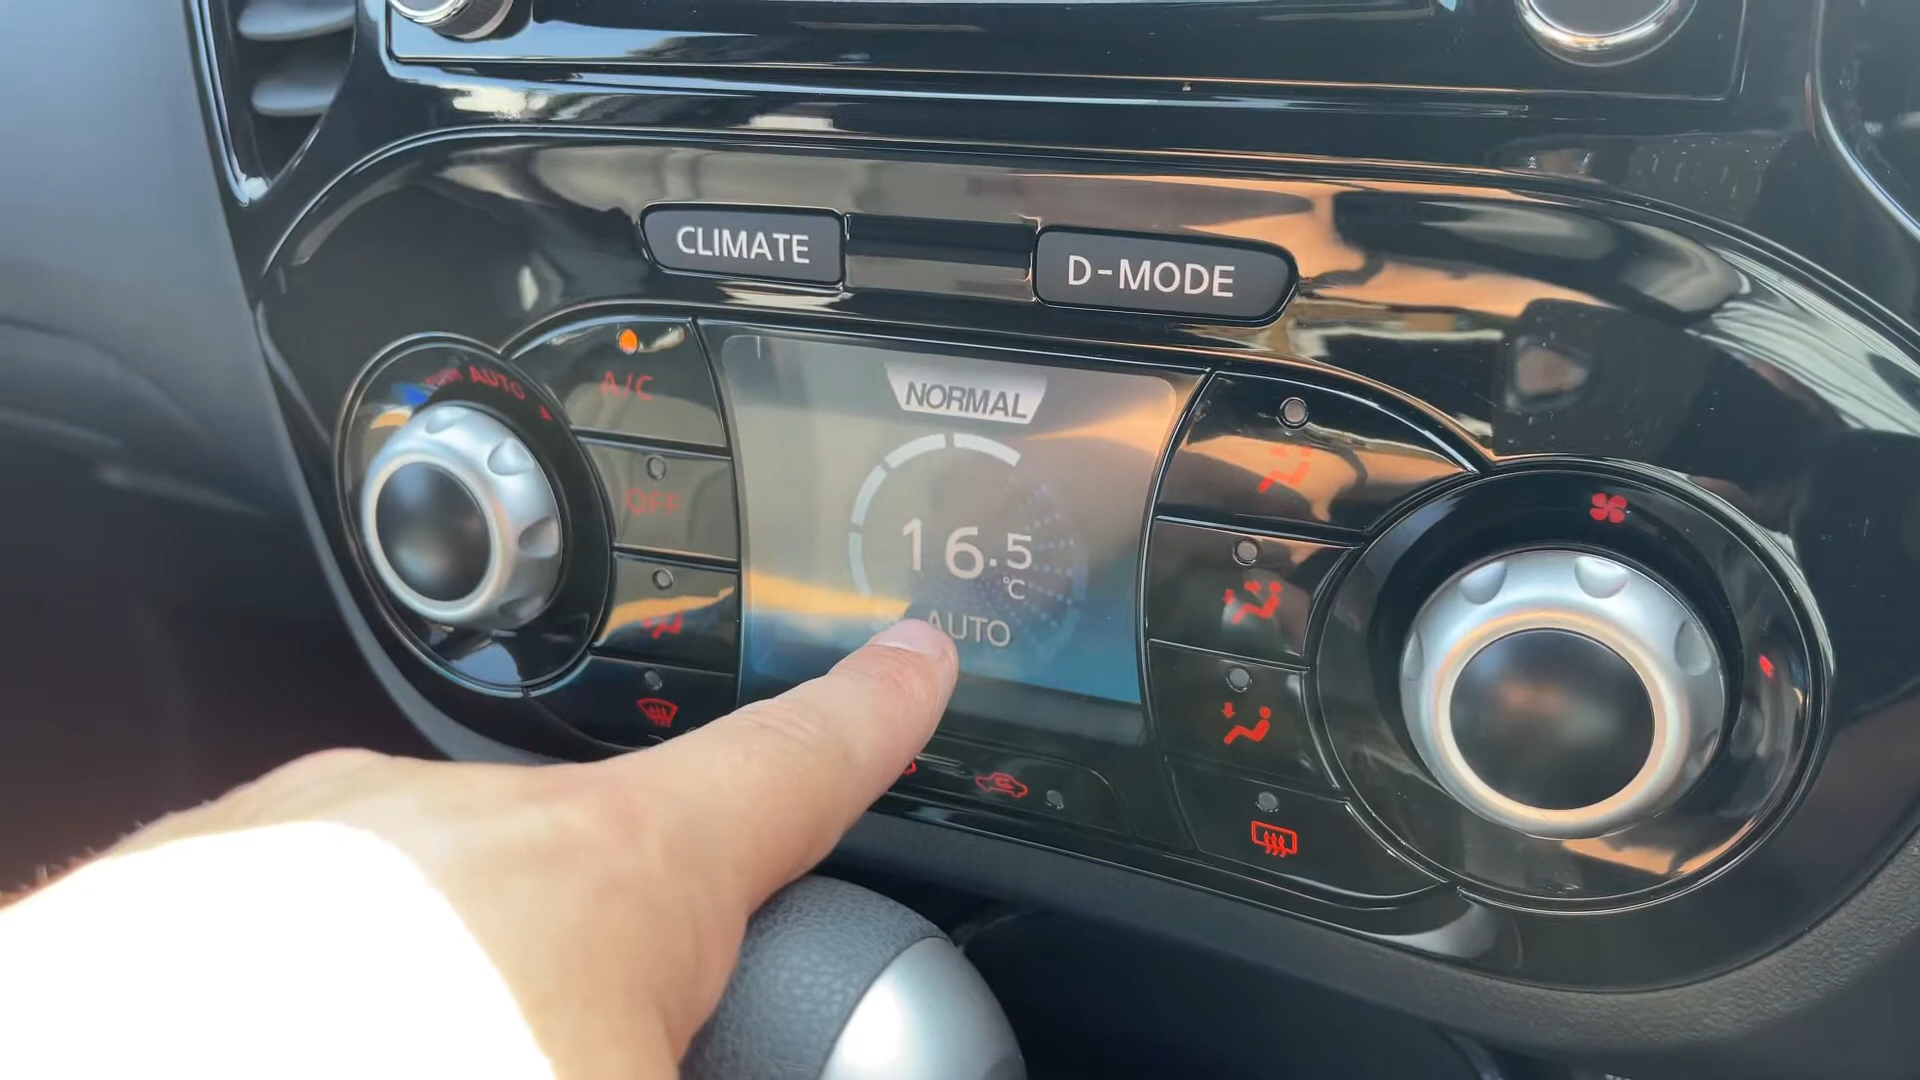 CLIMATE
D-MODE
AUTO
A/C
NORMAL
OFF
16.5
°C
AUTO